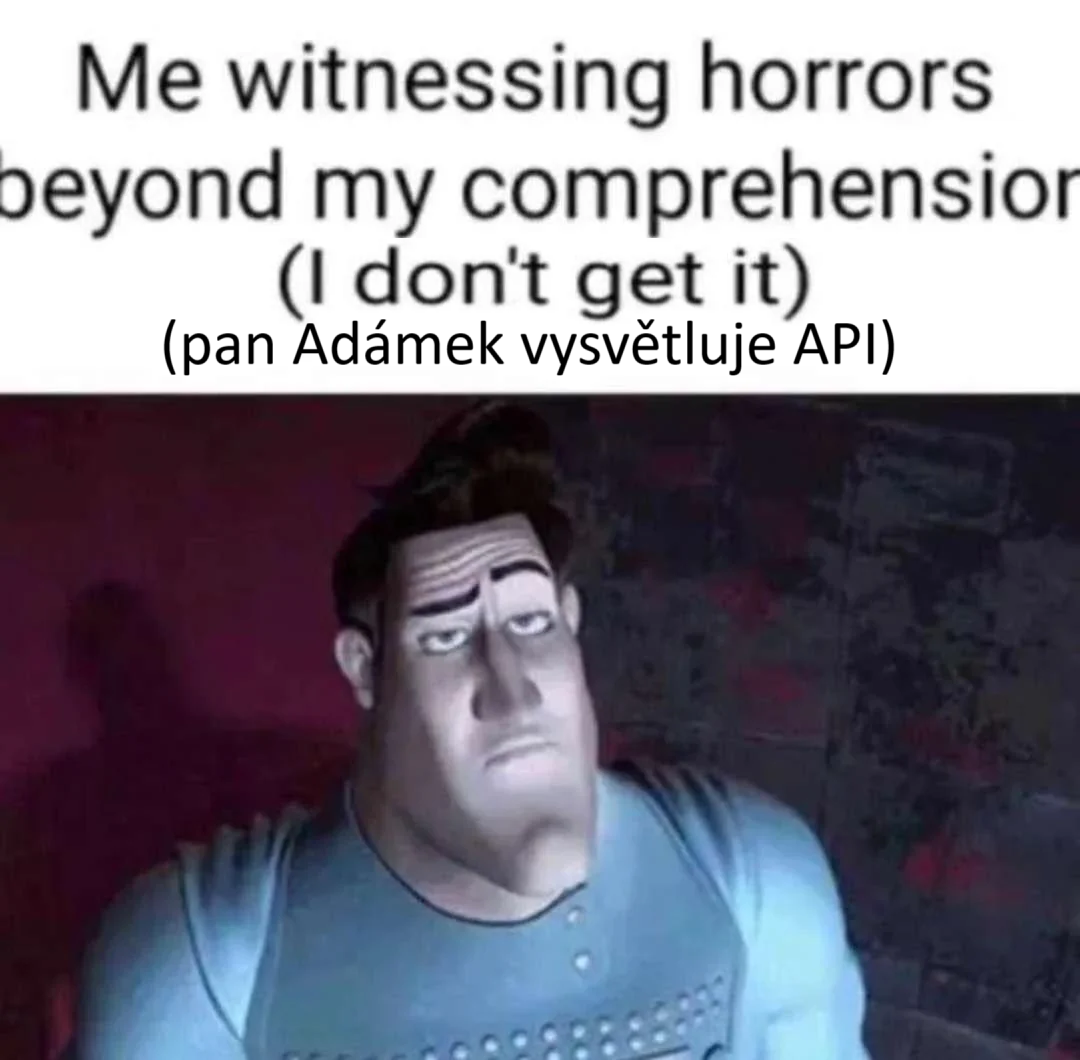 Me witnessing horrors
beyond my comprehension
(I don't get it)
(pan Adámek vysvětluje API)